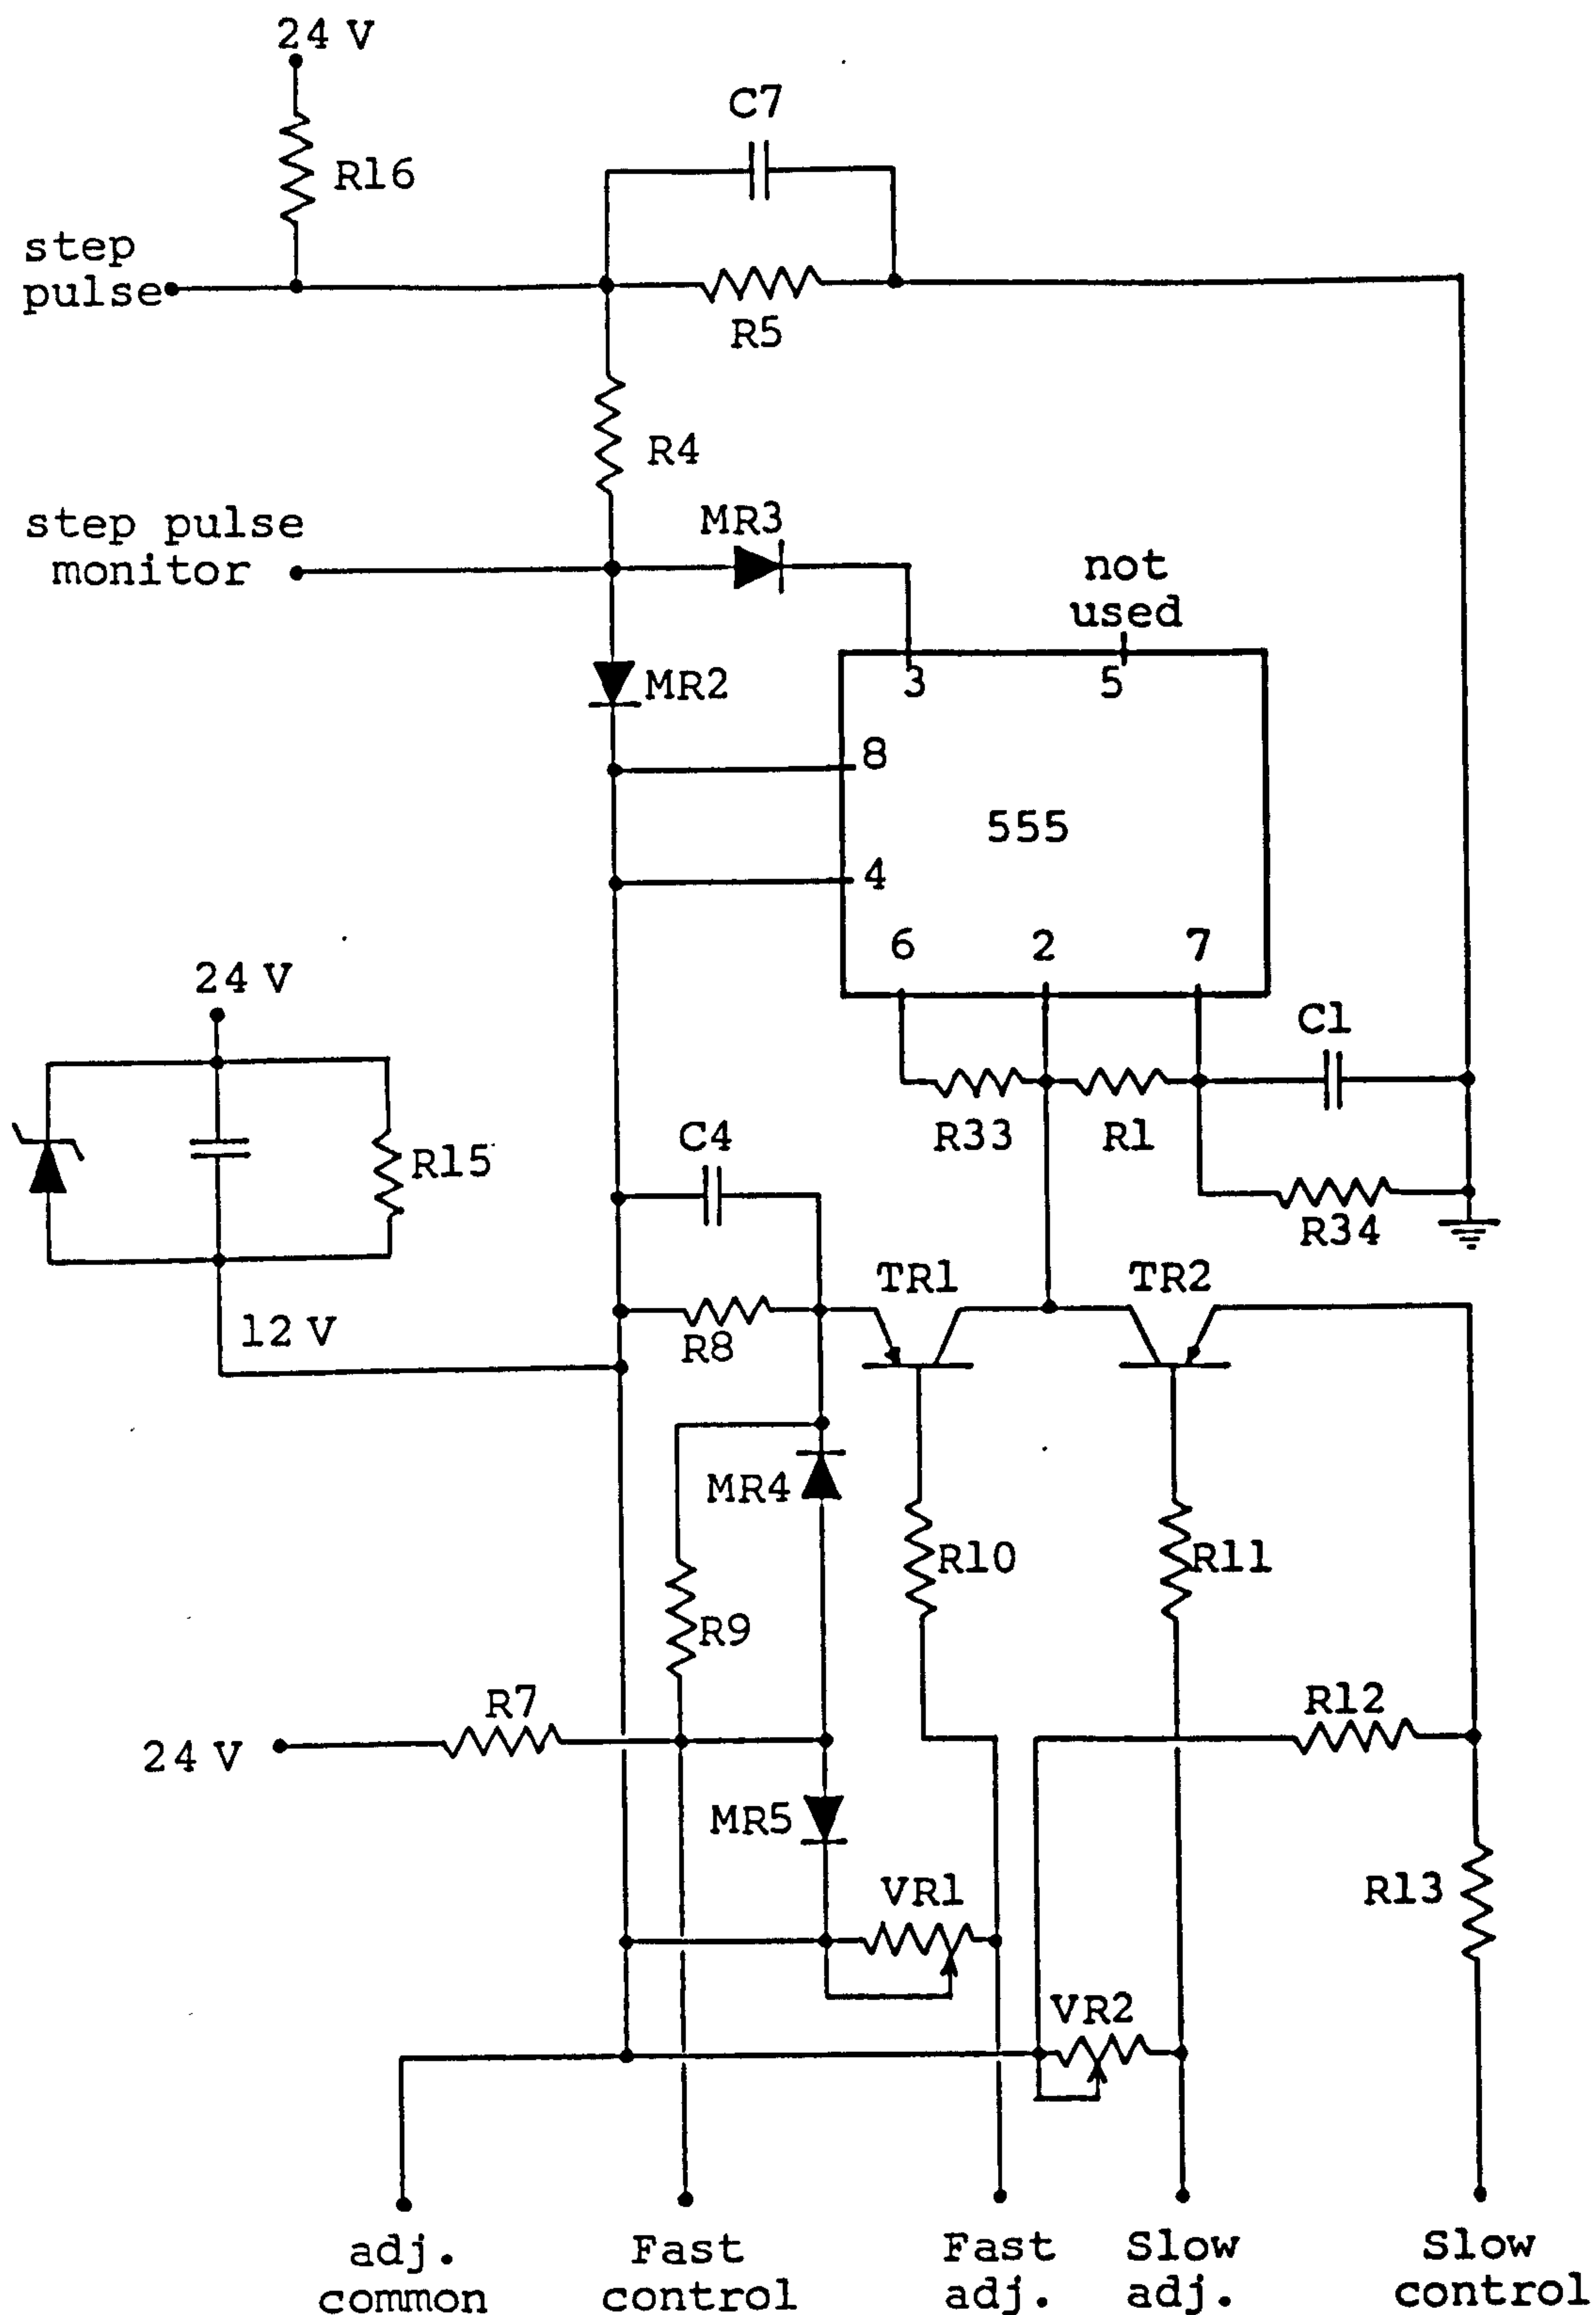 24 V
C7
R16
step
pulse
R5
R4
step pulse
monitor
MR3
not
used
MR2
3
5
8
555
4
6
2
7
24 V
C1
R33
R1
R15
C4
R34
TR1
TR2
12 V
R8
MR4
R10
R11
R9
R7
R12
24 V
MR5
VR1
R13
VR2
adj.
common
Fast
control
Fast
adj.
Slow
adj.
Slow
control